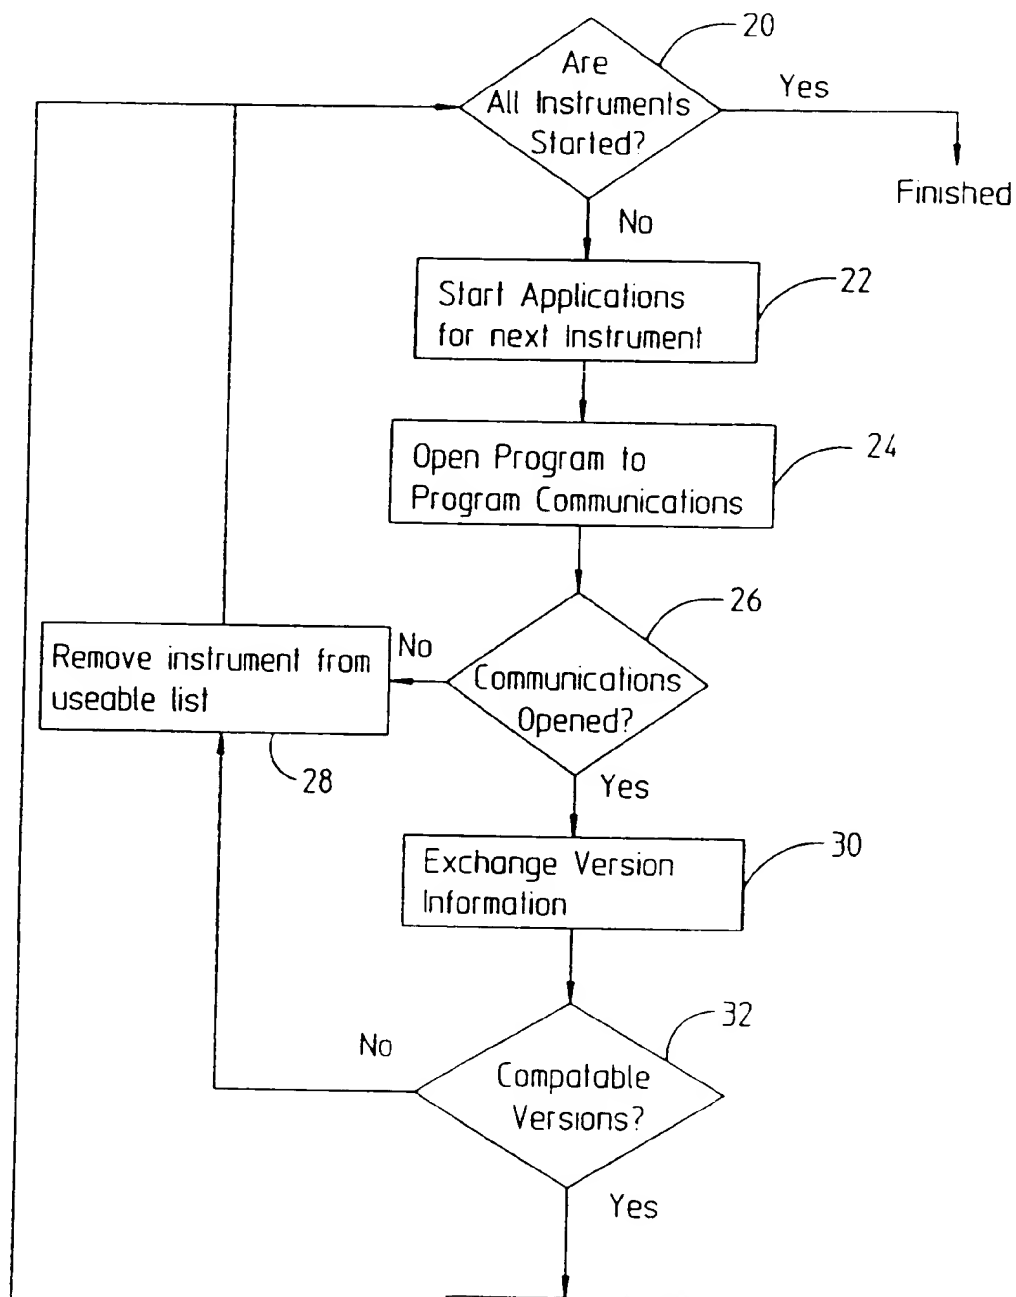 20
Are
All Instruments
Started?
Yes
Finished
No
22
Start Applications
for next Instrument
24
Open Program to
Program Communications
26
Communications
Opened?
No
Remove instrument from
useable list
28
Yes
30
Exchange Version
Information
32
No
Compatable
Versions?
Yes